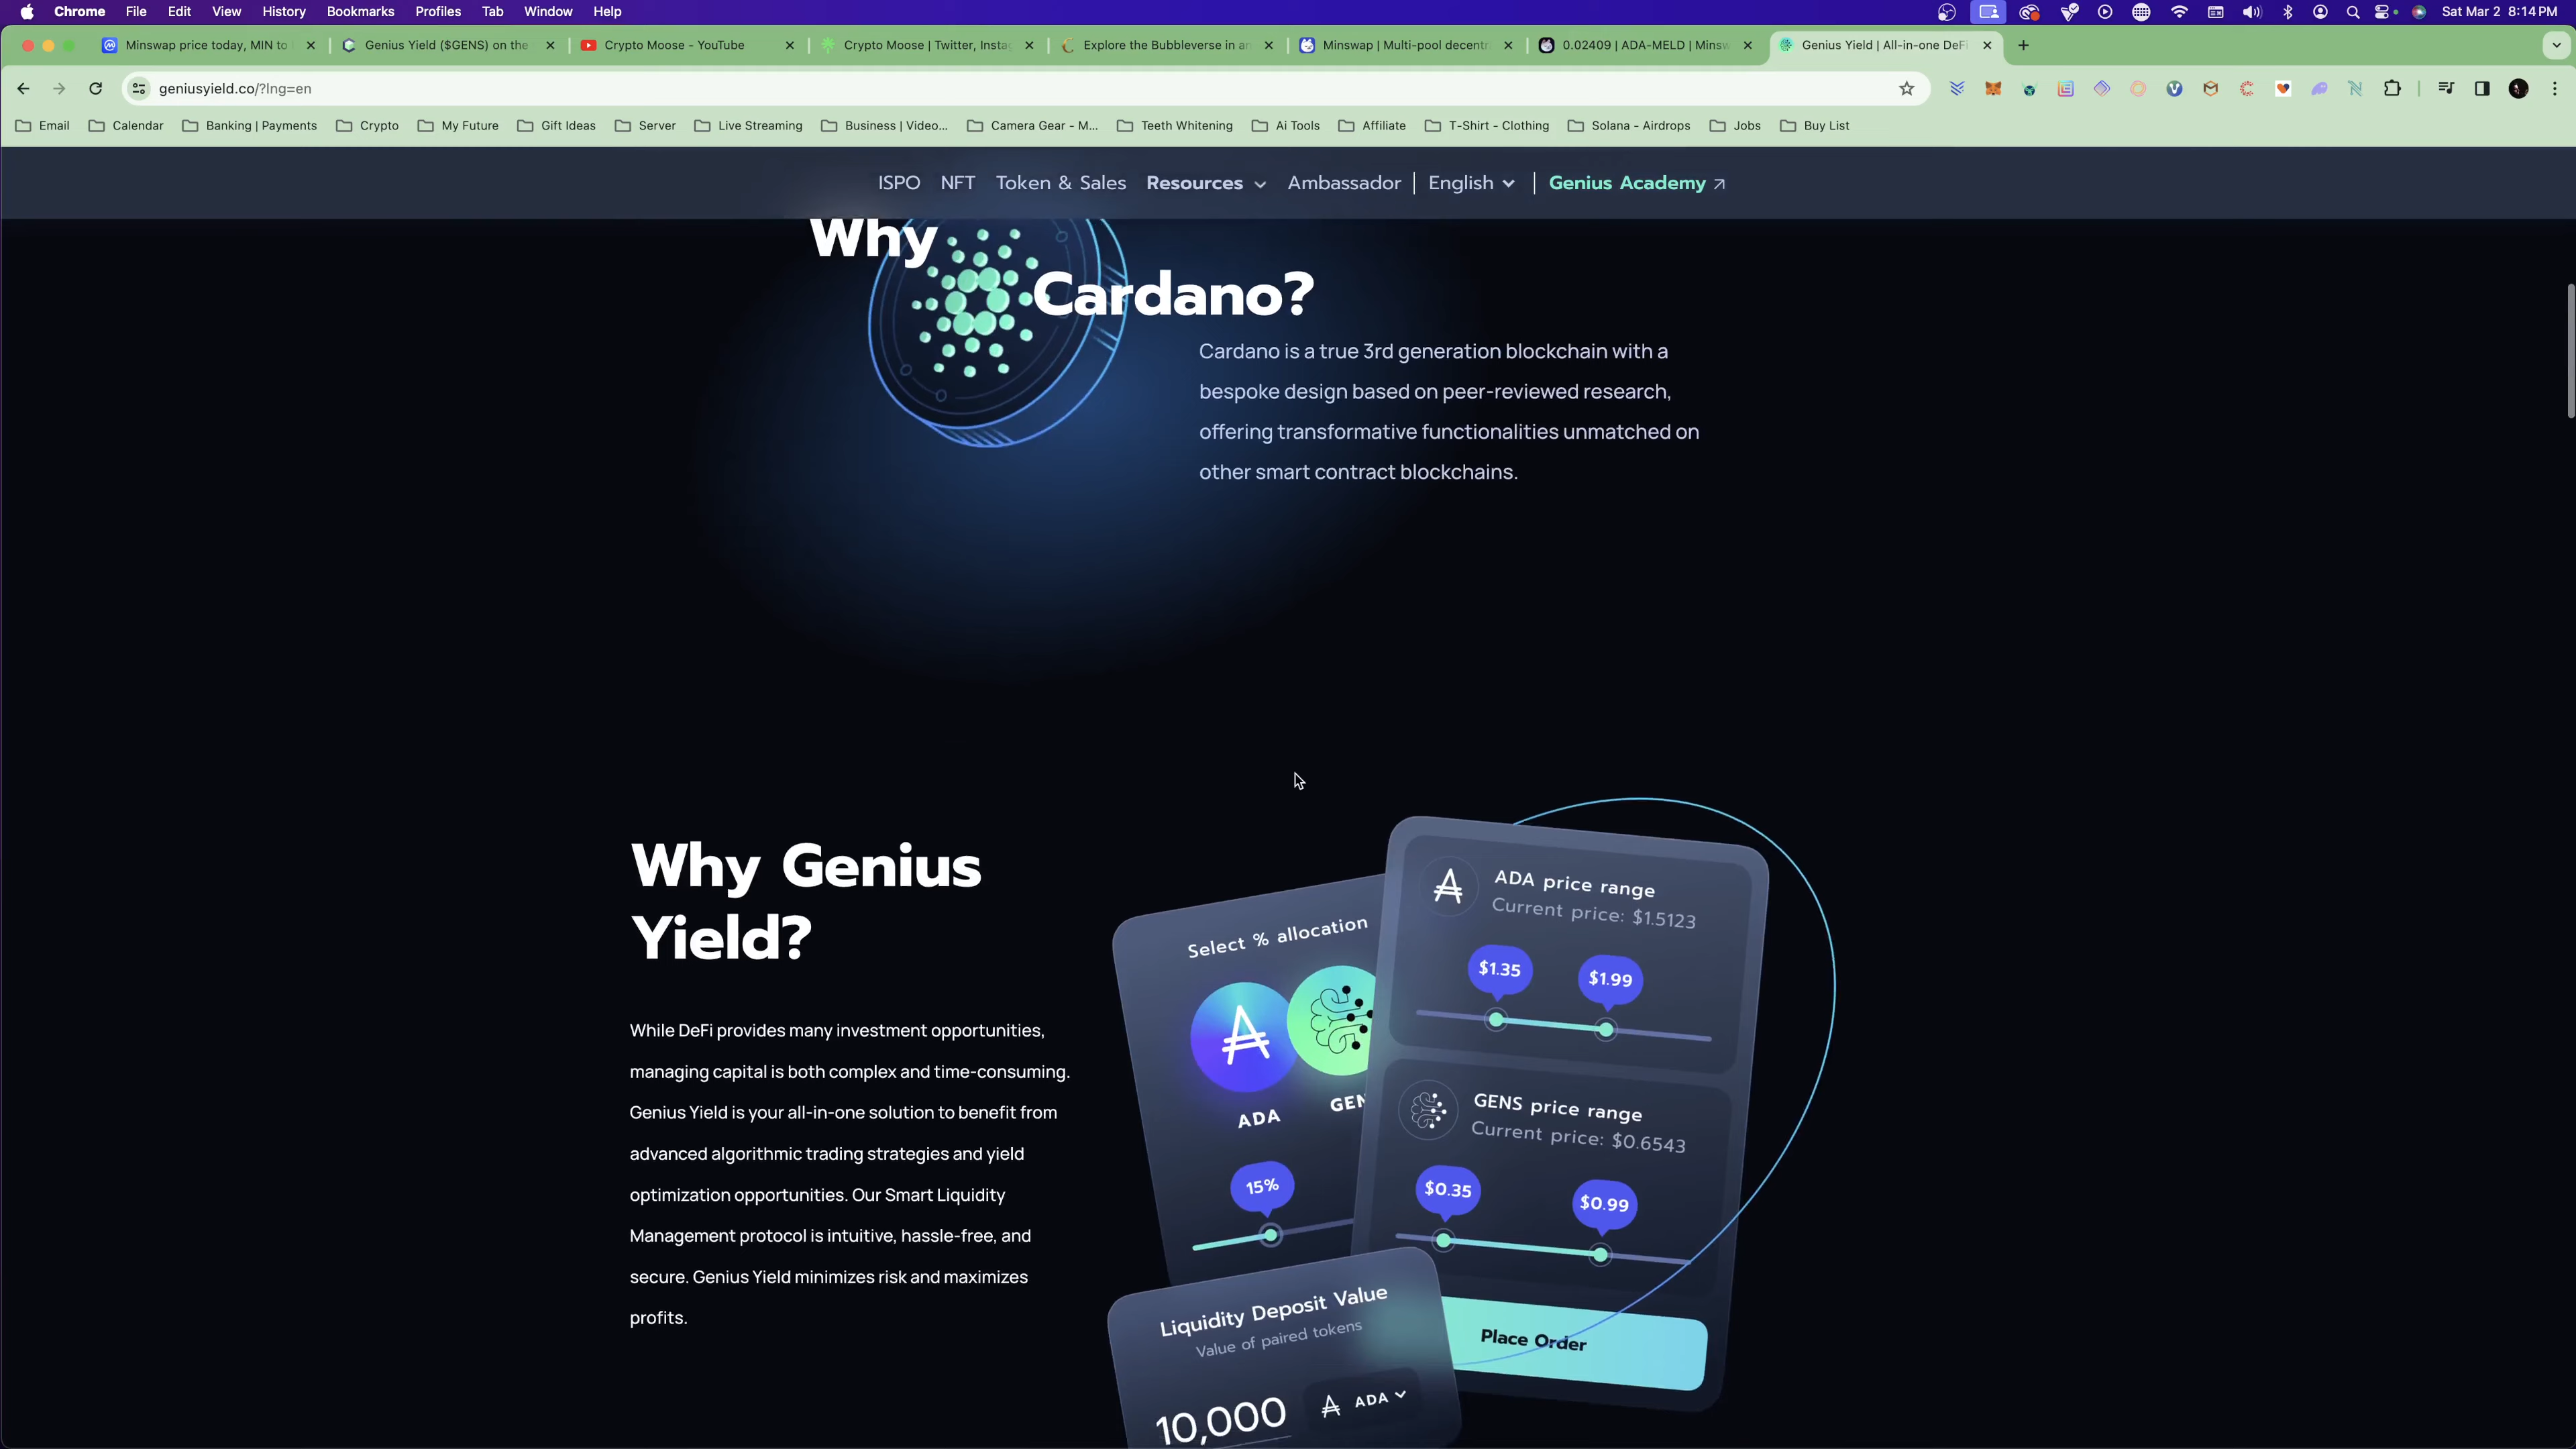 Chrome File Edit View History Bookmarks Profiles Tab Window Help Sat Mar 2 8:14 PM
Minswap price today, MIN to Genius Yield ($GENS) on the Crypto Moose - YouTube Crypto Moose | Twitter, Insta Explore the Bubbleverse in an Minswap | Multi-pool decentr 0.02409 | ADA-MELD | Minsw Genius Yield | All-in-one DeFi
geniusyield.co/?lng=en
Email Calendar Banking | Payments Crypto My Future Gift Ideas Server Live Streaming Business | Video... Camera Gear - M... Teeth Whitening Ai Tools Affiliate T-Shirt - Clothing Solana - Airdrops Jobs Buy List
ISPO NFT Token & Sales Resources Ambassador English Genius Academy
Why
Cardano?
Cardano is a true 3rd generation blockchain with a
bespoke design based on peer-reviewed research,
offering transformative functionalities unmatched on
other smart contract blockchains.
Why Genius
Yield?
While DeFi provides many investment opportunities,
managing capital is both complex and time-consuming.
Genius Yield is your all-in-one solution to benefit from
advanced algorithmic trading strategies and yield
optimization opportunities. Our Smart Liquidity
Management protocol is intuitive, hassle-free, and
secure. Genius Yield minimizes risk and maximizes
profits.
Select % allocation
ADA GEN
15%
ADA price range
Current price: $1.5123
$1.35 $1.99
GENS price range
Current price: $0.6543
$0.35 $0.99
Place Order
Liquidity Deposit Value
Value of paired tokens
10,000 ADA